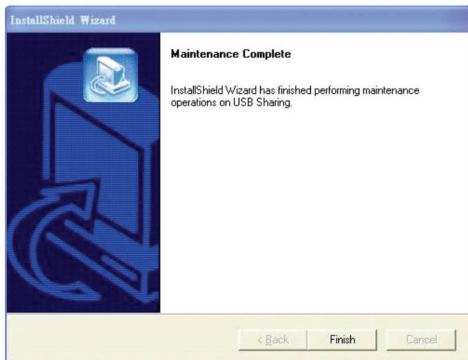 InstallShield Wizard
Maintenance Complete
InstallShield Wizard has finished performing maintenance
operations on USB Sharing.
< Back
Finish
Cancel